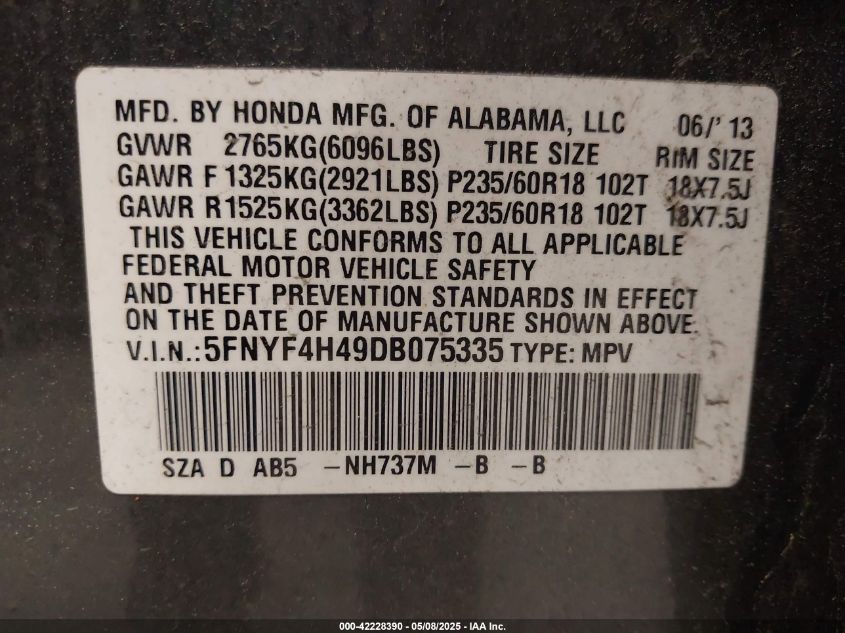 MFD. BY HONDA MFG. OF ALABAMA, LLC 06/' 13
GVWR 2765KG(6096LBS) TIRE SIZE RIM SIZE
GAWR F 1325KG(2921LBS) P235/60R18 102T 18X7.5J
GAWR R1525KG(3362LBS) P235/60R18 102T 18X7.5J
THIS VEHICLE CONFORMS TO ALL APPLICABLE
FEDERAL MOTOR VEHICLE SAFETY
AND THEFT PREVENTION STANDARDS IN EFFECT
ON THE DATE OF MANUFACTURE SHOWN ABOVE.
V.I.N.:5FNYF4H49DB075335 TYPE: MPV
SZA D AB5 -NH737M -B -B
000-42228390 - 05/08/2025 - IAA Inc.